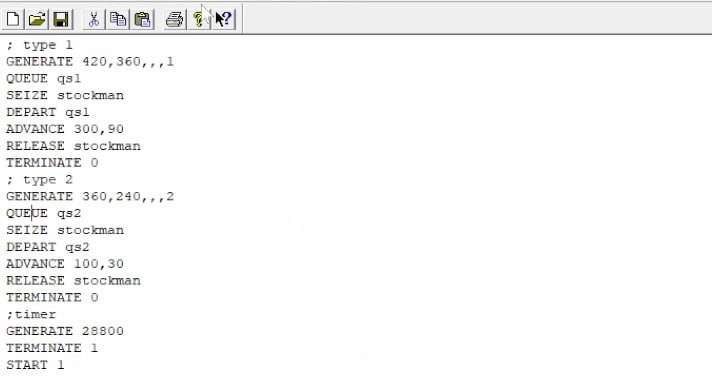 ; type 1
GENERATE 420,360,,,1
QUEUE qs1
SEIZE stockman
DEPART qs1
ADVANCE 300,90
RELEASE stockman
TERMINATE 0
; type 2
GENERATE 360,240,,,2
QUEUE qs2
SEIZE stockman
DEPART qs2
ADVANCE 100,30
RELEASE stockman
TERMINATE 0
;timer
GENERATE 28800
TERMINATE 1
START 1